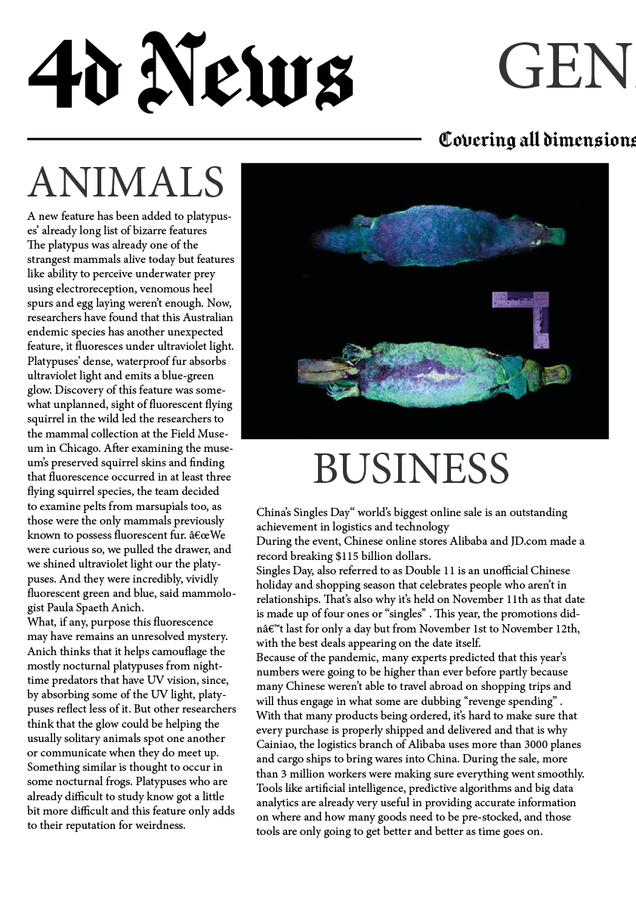 4d News
GEN
Covering all dimensions
ANIMALS
A new feature has been added to platypus-
es' already long list of bizarre features
The platypus was already one of the
strangest mammals alive today but features
like ability to perceive underwater prey
using electroreception, venomous heel
spurs and egg laying weren't enough. Now,
researchers have found that this Australian
endemic species has another unexpected
feature, it fluoresces under ultraviolet light.
Platypuses' dense, waterproof fur absorbs
ultraviolet light and emits a blue-green
glow. Discovery of this feature was some-
what unplanned, sight of fluorescent flying
squirrel in the wild led the researchers to
the mammal collection at the Field Muse-
um in Chicago. After examining the muse-
um's preserved squirrel skins and finding
that fluorescence occurred in at least three
flying squirrel species, the team decided
to examine pelts from marsupials too, as
those were the only mammals previously
known to possess fluorescent fur. â€œWe
were curious so, we pulled the drawer, and
we shined ultraviolet light our the platy-
puses. And they were incredibly, vividly
fluorescent green and blue, said mammolo-
gist Paula Spaeth Anich.
What, if any, purpose this fluorescence
may have remains an unresolved mystery.
Anich thinks that it helps camouflage the
mostly nocturnal platypuses from night-
time predators that have UV vision, since,
by absorbing some of the UV light, platy-
puses reflect less of it. But other researchers
think that the glow could be helping the
usually solitary animals spot one another
or communicate when they do meet up.
Something similar is thought to occur in
some nocturnal frogs. Platypuses who are
already difficult to study know got a little
bit more difficult and this feature only adds
to their reputation for weirdness.
BUSINESS
China's Singles Day“ world's biggest online sale is an outstanding
achievement in logistics and technology
During the event, Chinese online stores Alibaba and JD.com made a
record breaking $115 billion dollars.
Singles Day, also referred to as Double 11 is an unofficial Chinese
holiday and shopping season that celebrates people who aren't in
relationships. That's also why it's held on November 11th as that date
is made up of four ones or “singles” . This year, the promotions did-
nâ€™t last for only a day but from November 1st to November 12th,
with the best deals appearing on the date itself.
Because of the pandemic, many experts predicted that this year's
numbers were going to be higher than ever before partly because
many Chinese weren't able to travel abroad on shopping trips and
will thus engage in what some are dubbing “revenge spending” .
With that many products being ordered, it's hard to make sure that
every purchase is properly shipped and delivered and that is why
Cainiao, the logistics branch of Alibaba uses more than 3000 planes
and cargo ships to bring wares into China. During the sale, more
than 3 million workers were making sure everything went smoothly.
Tools like artificial intelligence, predictive algorithms and big data
analytics are already very useful in providing accurate information
on where and how many goods need to be pre-stocked, and those
tools are only going to get better and better as time goes on.